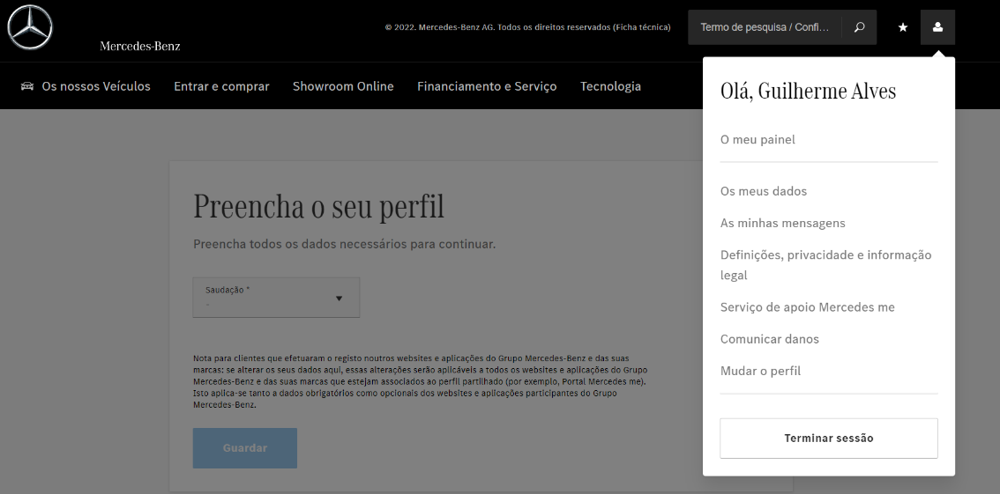 © 2022. Mercedes-Benz AG. Todos os direitos reservados (Ficha técnica)
Termo de pesquisa / Confi...
Mercedes-Benz
Os nossos Veículos
Entrar e comprar
Showroom Online
Financiamento e Serviço
Tecnologia
Olá, Guilherme Alves
O meu painel
Os meus dados
As minhas mensagens
Definições, privacidade e informação
legal
Serviço de apoio Mercedes me
Comunicar danos
Mudar o perfil
Terminar sessão
Preencha o seu perfil
Preencha todos os dados necessários para continuar.
Saudação *
-
Nota para clientes que efetuaram o registo noutros websites e aplicações do Grupo Mercedes-Benz e das suas
marcas: se alterar os seus dados aqui, essas alterações serão aplicáveis a todos os websites e aplicações do Grupo
Mercedes-Benz e das suas marcas que estejam associados ao perfil partilhado (por exemplo, Portal Mercedes me).
Isto aplica-se tanto a dados obrigatórios como opcionais dos websites e aplicações participantes do Grupo
Mercedes-Benz.
Guardar